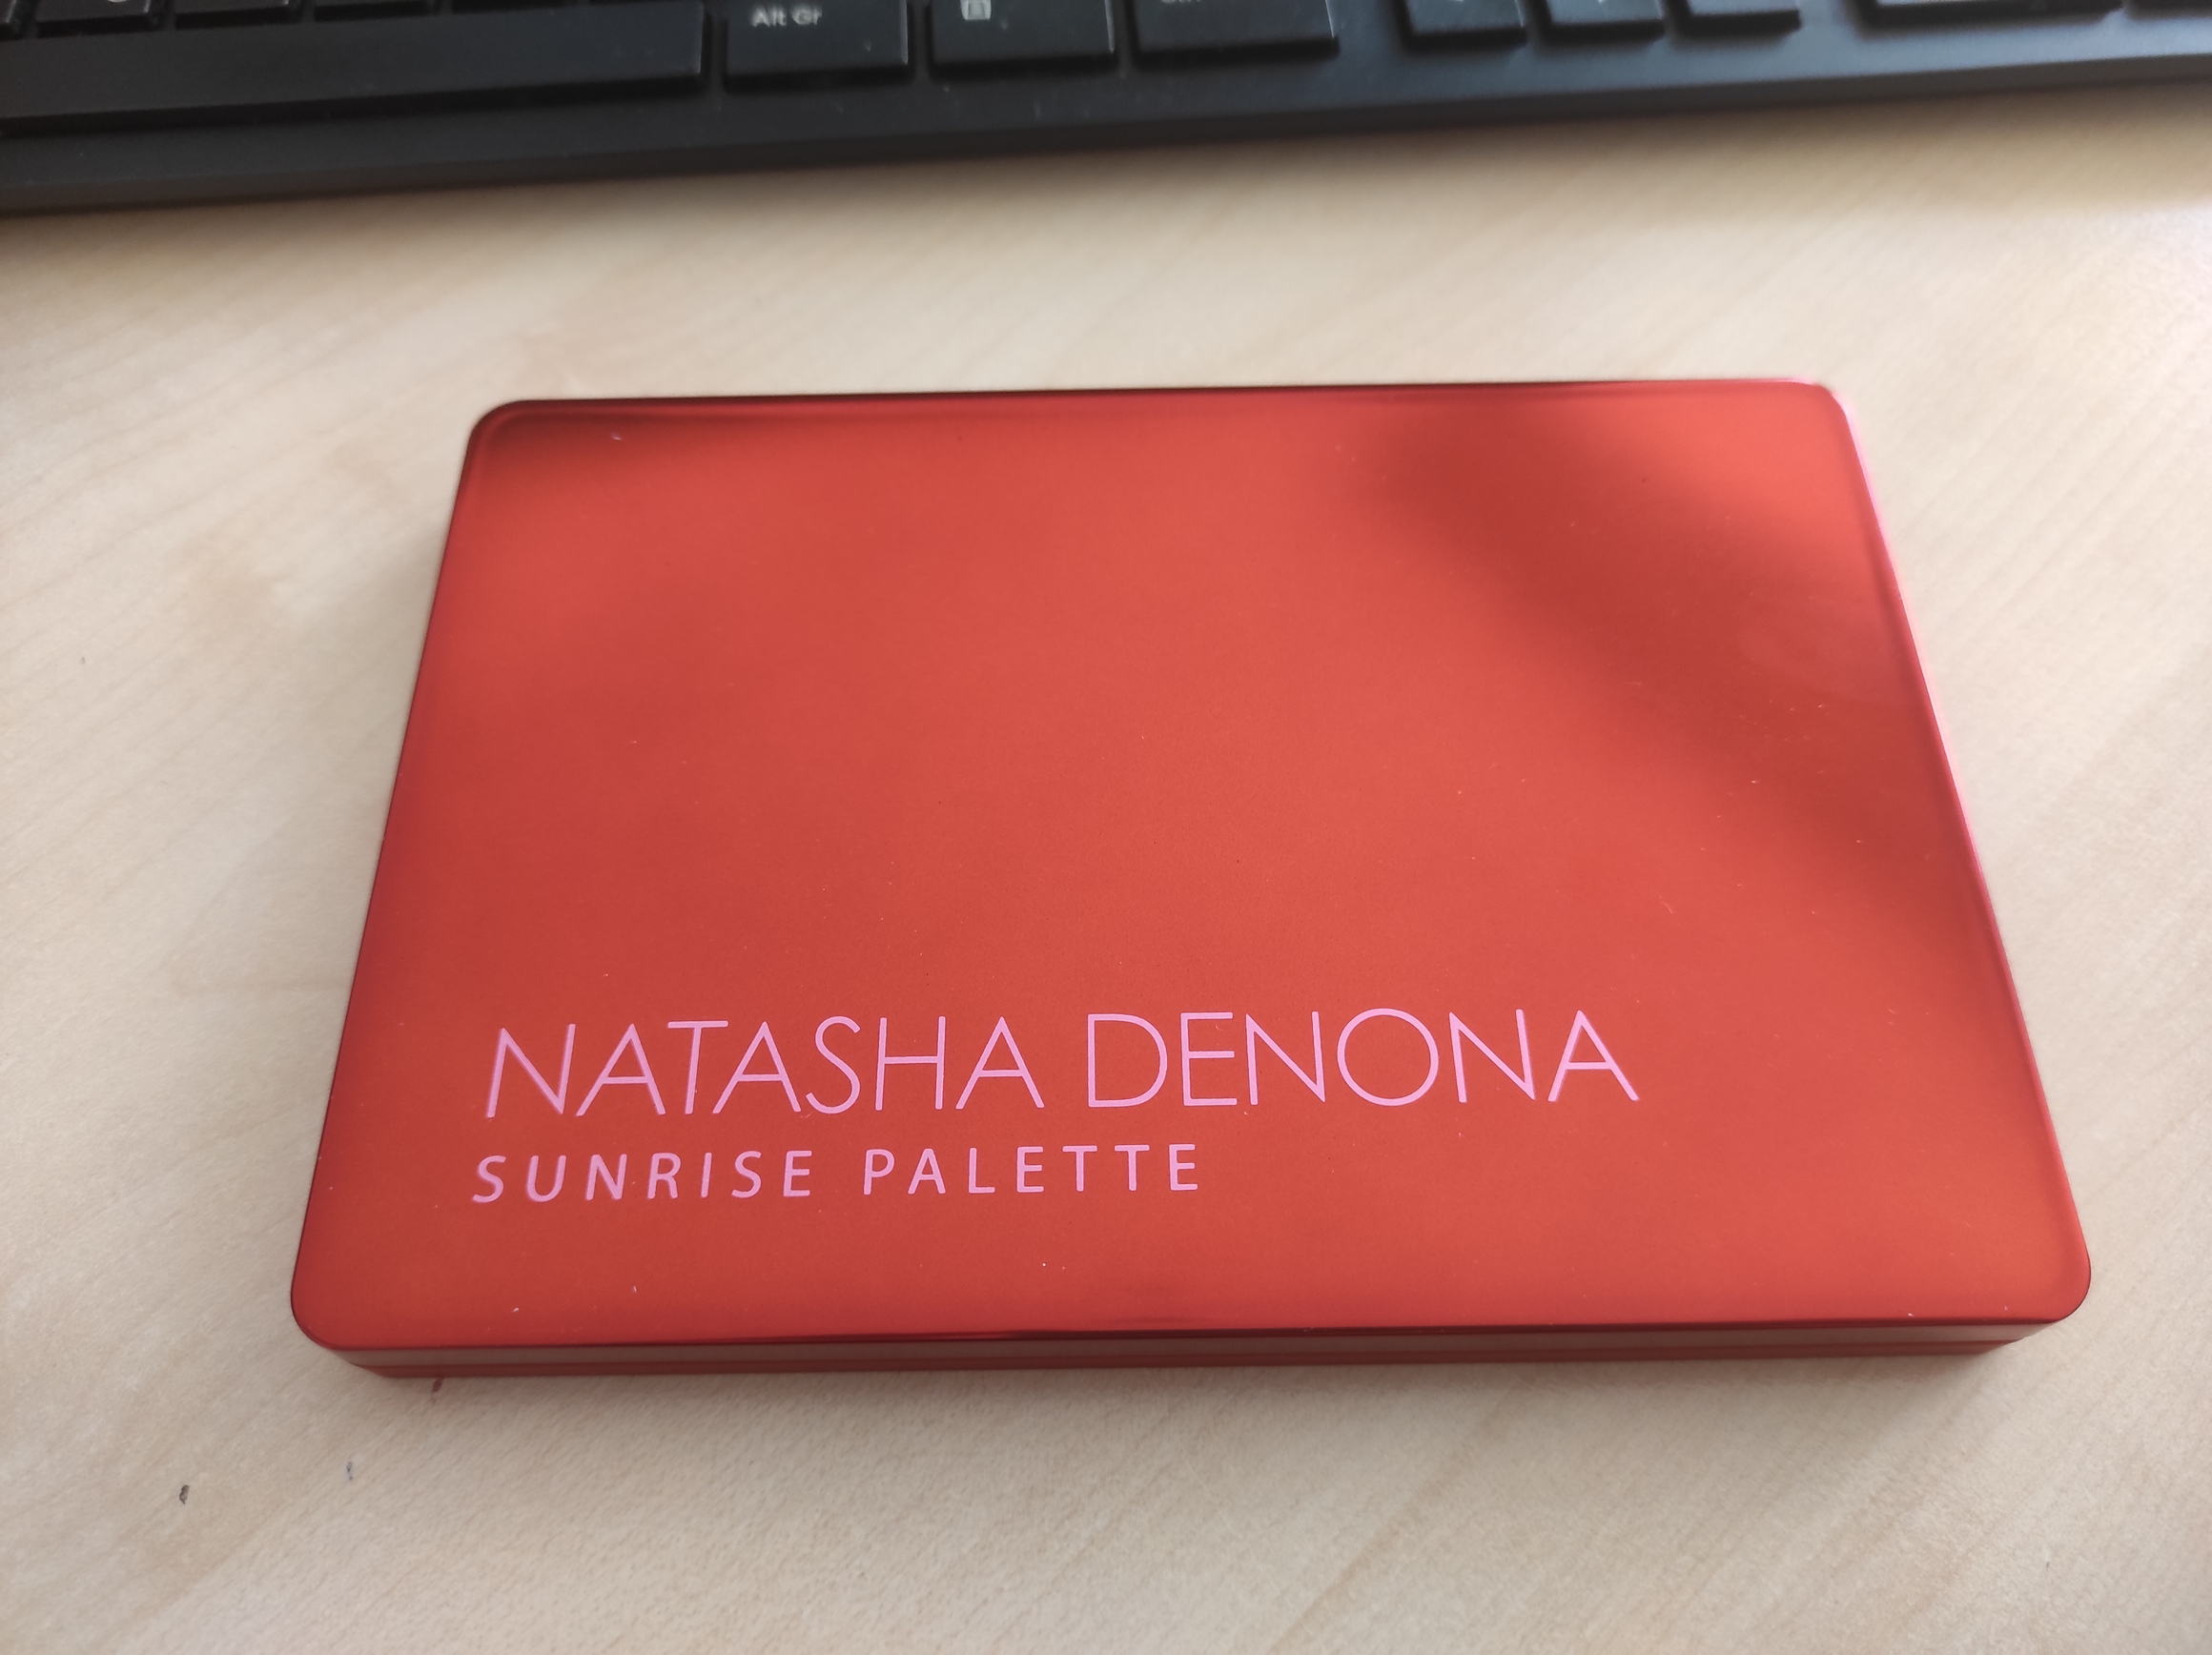 Alt Gr
NATASHA DENONA
SUNRISE PALETTE